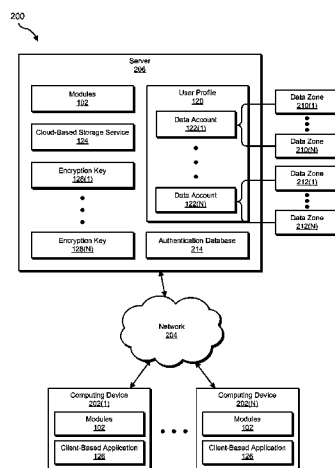 200
Server
206
Modules
102
Cloud-Based Storage Service
124
Encryption Key
128(1)
Encryption Key
128(N)
User Profile
120
Data Account
122(1)
Data Account
122(N)
Authentication Database
214
Data Zone
210(1)
Data Zone
210(N)
Data Zone
212(1)
Data Zone
212(N)
Network
204
Computing Device
202(1)
Modules
102
Client-Based Application
126
Computing Device
202(N)
Modules
102
Client-Based Application
126